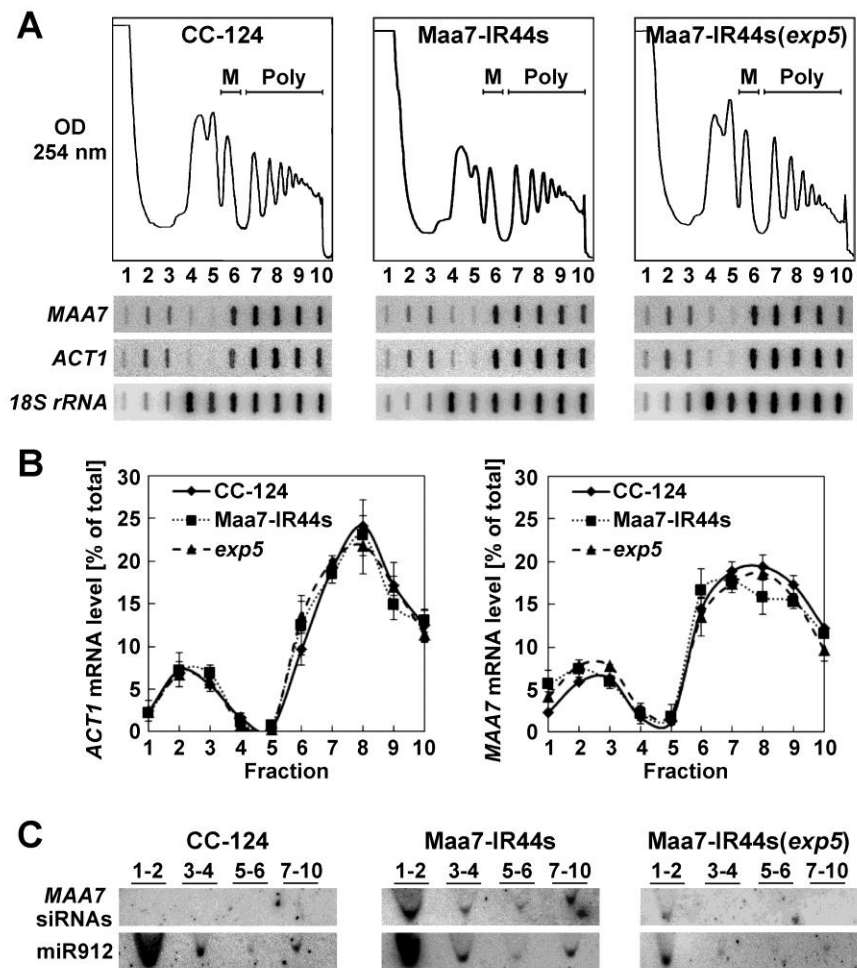 A
CC-124
Maa7-IR44s
Maa7-IR44s(exp5)
M Poly
M Poly
M Poly
OD
254 nm
1 2 3 4 5 6 7 8 9 10
1 2 3 4 5 6 7 8 9 10
1 2 3 4 5 6 7 8 9 10
MAA7
ACT1
18S rRNA
B
ACT1 mRNA level [% of total]
30
25
20
15
10
5
0
CC-124
Maa7-IR44s
exp5
1 2 3 4 5 6 7 8 9 10
Fraction
MAA7 mRNA level [% of total]
30
25
20
15
10
5
0
CC-124
Maa7-IR44s
exp5
1 2 3 4 5 6 7 8 9 10
Fraction
C
CC-124
Maa7-IR44s
Maa7-IR44s(exp5)
1-2 3-4 5-6 7-10
1-2 3-4 5-6 7-10
1-2 3-4 5-6 7-10
MAA7
siRNAs
miR912